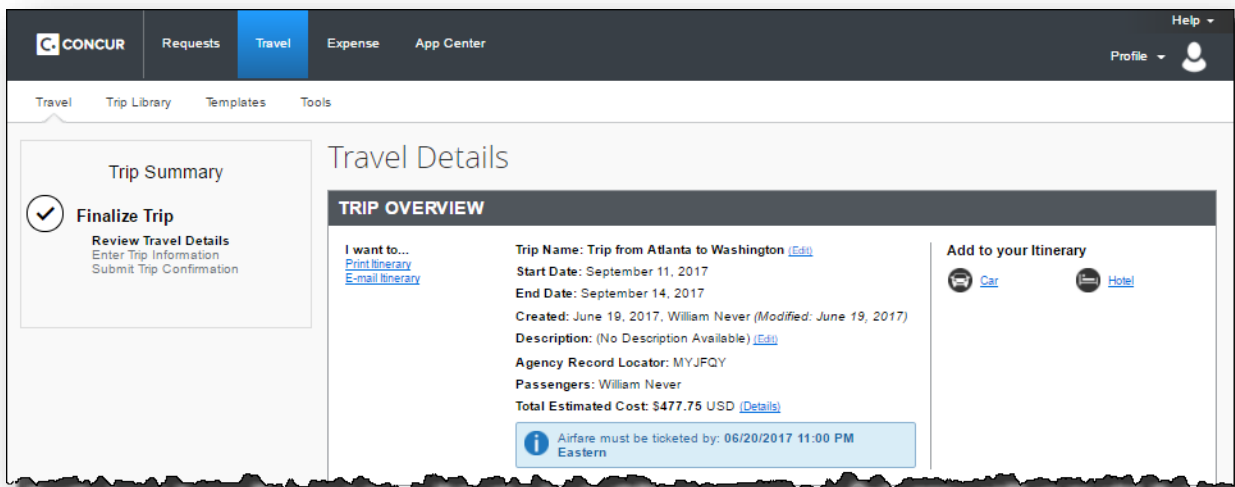 Help
C. CONCUR Requests Travel Expense App Center
Profile
Travel Trip Library Templates Tools
Trip Summary
Finalize Trip
Review Travel Details
Enter Trip Information
Submit Trip Confirmation
Travel Details
TRIP OVERVIEW
I want to...
Print Itinerary
E-mail Itinerary
Trip Name: Trip from Atlanta to Washington (Edit)
Start Date: September 11, 2017
End Date: September 14, 2017
Created: June 19, 2017, William Never (Modified: June 19, 2017)
Description: (No Description Available) (Edit)
Agency Record Locator: MYJFQY
Passengers: William Never
Total Estimated Cost: $477.75 USD (Details)
Airfare must be ticketed by: 06/20/2017 11:00 PM
Eastern
Add to your Itinerary
Car Hotel